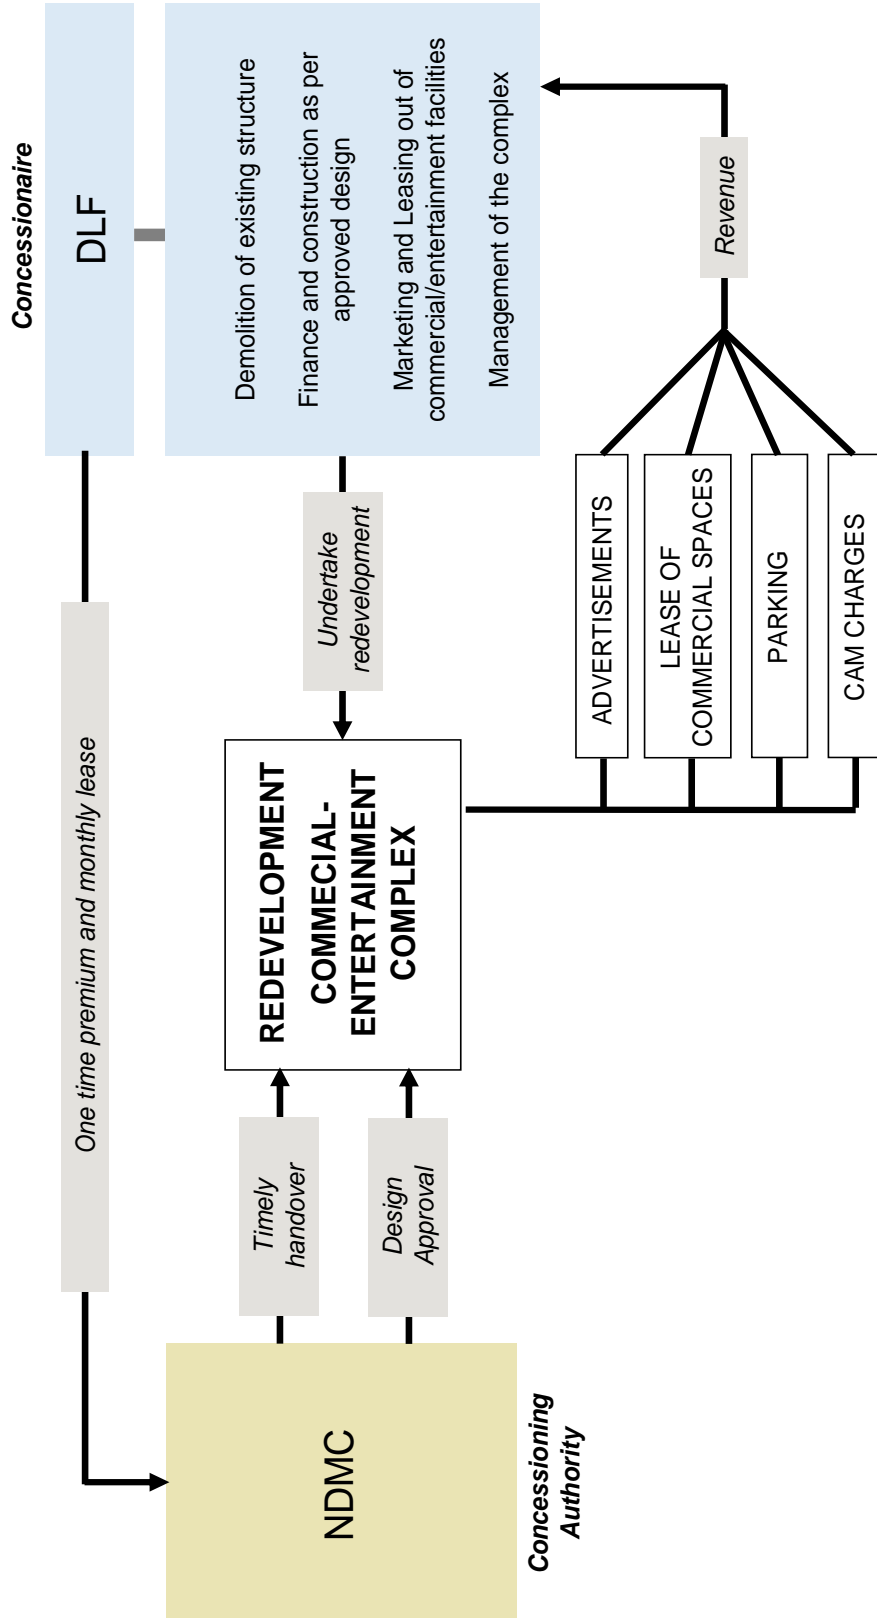 Concessionaire
DLF
One time premium and monthly lease
Demolition of existing structure
Finance and construction as per
approved design
Marketing and Leasing out of
commercial/entertainment facilities
Management of the complex
NDMC
Concessioning
Authority
Timely
handover
Design
Approval
REDEVELOPMENT
COMMECIAL-
ENTERTAINMENT
COMPLEX
Undertake
redevelopment
ADVERTISEMENTS
LEASE OF
COMMERCIAL SPACES
PARKING
CAM CHARGES
Revenue